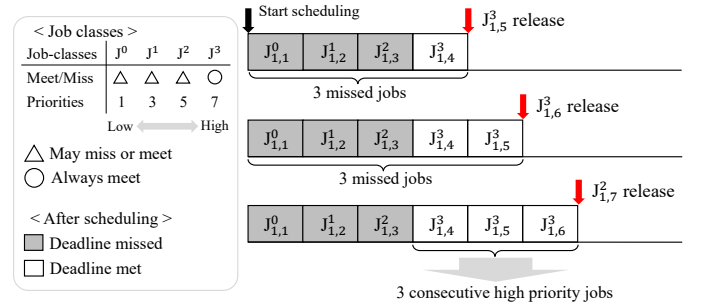 < Job classes >
Job-classes J⁰ J¹ J² J³
Meet/Miss
Priorities 1 3 5 7
Low High
May miss or meet
Always meet
< After scheduling >
Deadline missed
Deadline met
Start scheduling
J³₁,₅ release
J⁰₁,₁ J¹₁,₂ J²₁,₃ J³₁,₄
3 missed jobs
J³₁,₆ release
J⁰₁,₁ J¹₁,₂ J²₁,₃ J³₁,₄ J³₁,₅
3 missed jobs
J²₁,₇ release
J⁰₁,₁ J¹₁,₂ J²₁,₃ J³₁,₄ J³₁,₅ J³₁,₆
3 consecutive high priority jobs